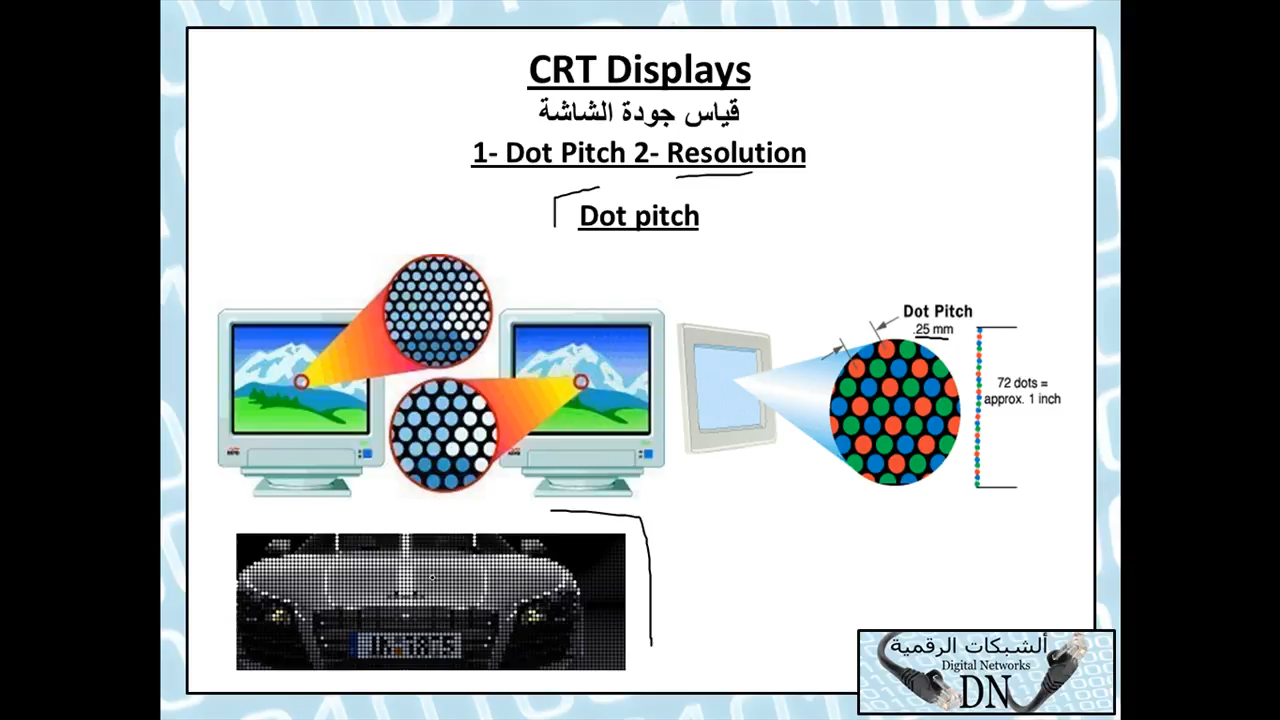 CRT Displays
قياس جودة الشاشة
1- Dot Pitch 2- Resolution
Dot pitch
Dot Pitch
.25 mm
72 dots =
approx. 1 inch
ألشبكات الرقمية
Digital Networks
DN